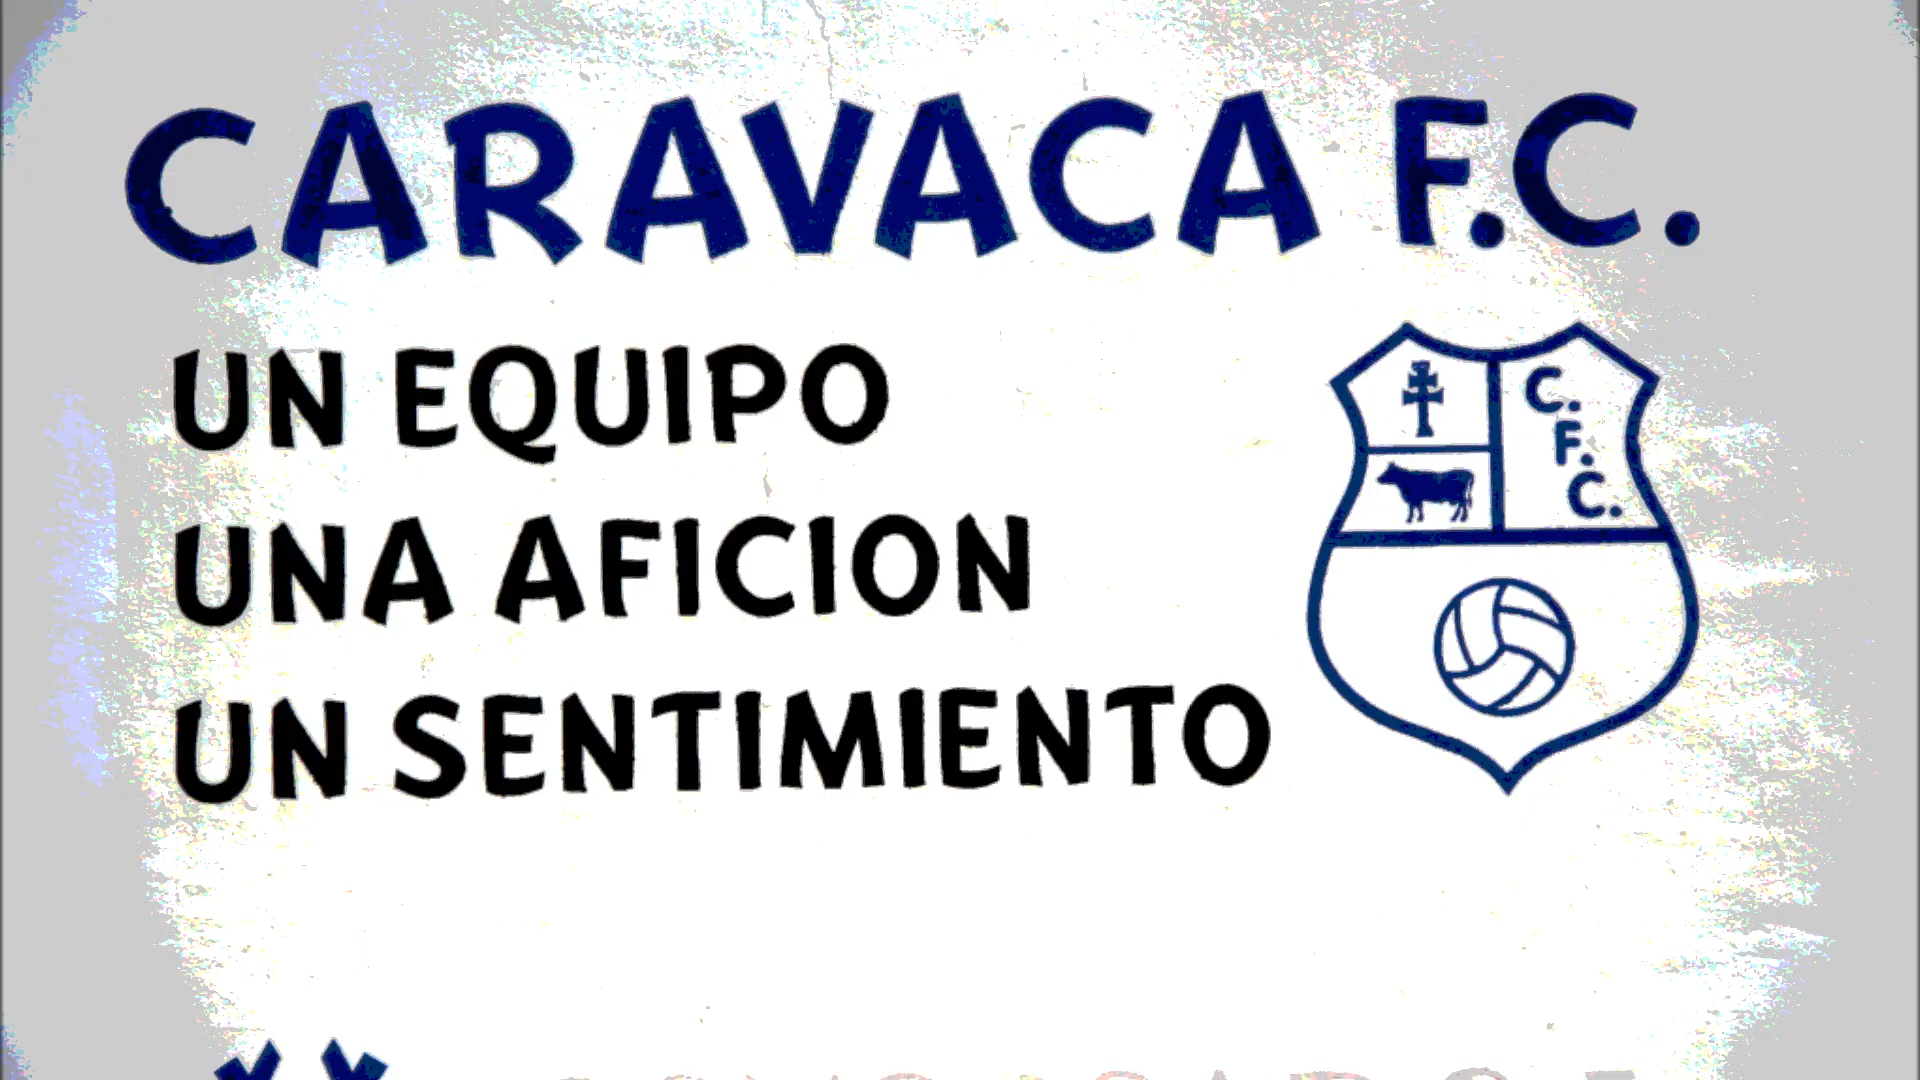 CARAVACA F.C.
UN EQUIPO
UNA AFICION
UN SENTIMIENTO
C.
F.
C.